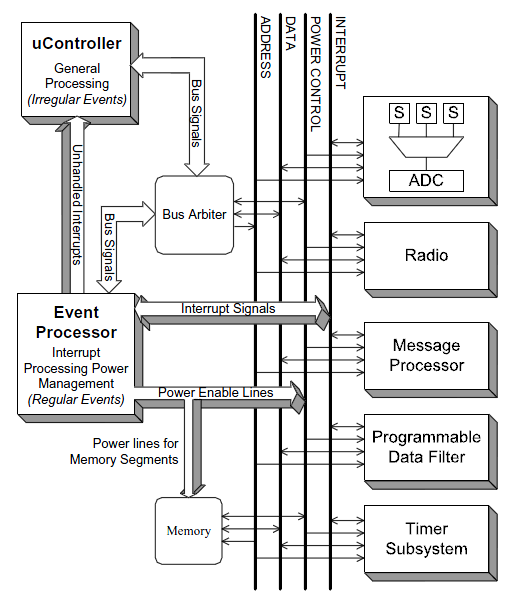 uController
General
Processing
(Irregular Events)
Bus Signals
ADDRESS
DATA
POWER CONTROL
INTERRUPT
S S S
ADC
Unhandled Interrupts
Bus Signals
Bus Arbiter
Radio
Event
Processor
Interrupt
Processing Power
Management
(Regular Events)
Interrupt Signals
Message
Processor
Power Enable Lines
Power lines for
Memory Segments
Programmable
Data Filter
Memory
Timer
Subsystem